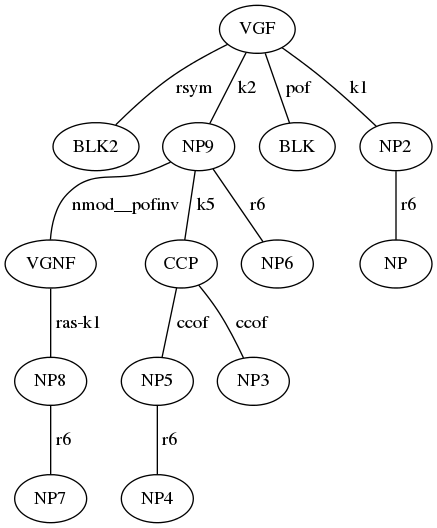 VGF
rsym k2 pof k1
BLK2 NP9 BLK NP2
nmod__pofinv k5 r6 r6
VGNF CCP NP6 NP
ras-k1 ccof ccof
NP8 NP5 NP3
r6 r6
NP7 NP4